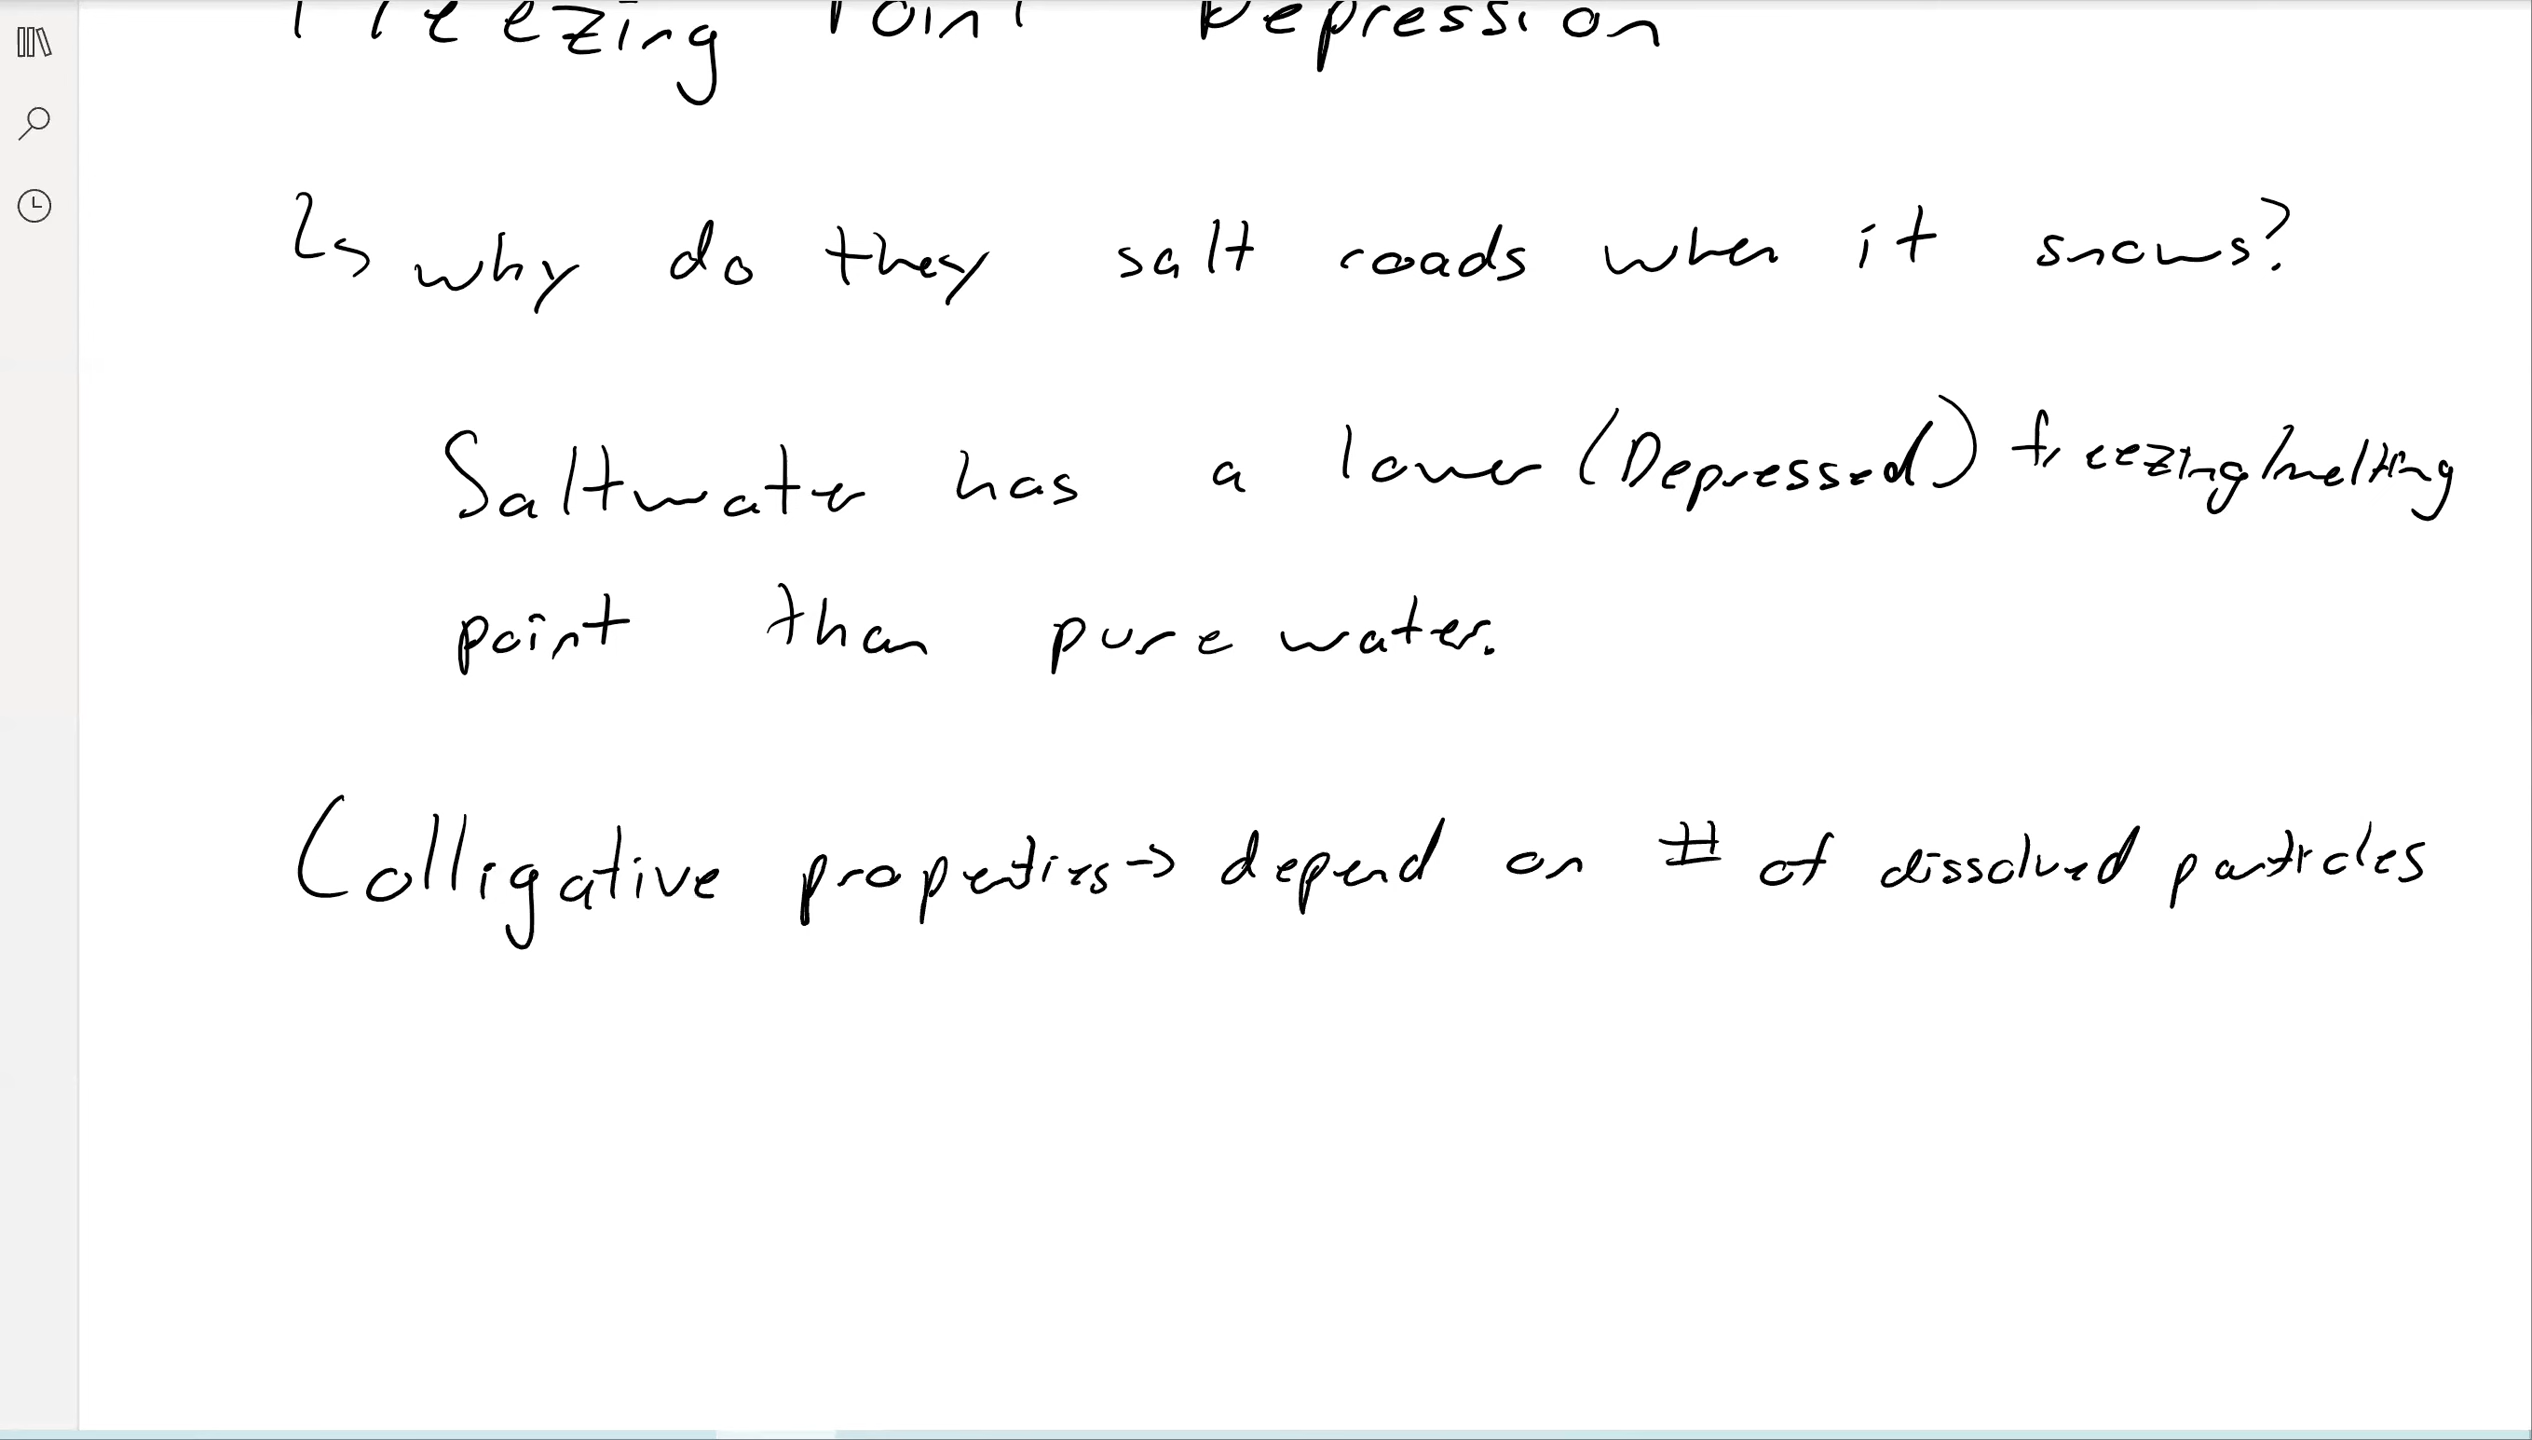 Freezing Point Depression
↳ why do they salt roads when it snows?
Saltwater has a lower (Depressed) freezing/melting
point than pure water.
Colligative properties → depend on # of dissolved particles